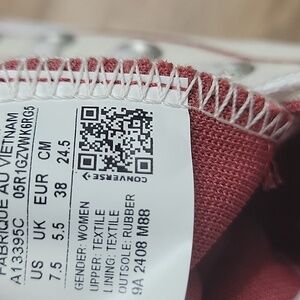 FABRIQUE AU VIETNAM
A13395C 05R1GZVWK6RG5
US UK EUR CM
7.5 5.5 38 24.5
GENDER: WOMEN
UPPER: TEXTILE
LINING: TEXTILE
OUTSOLE: RUBBER
9A 2408 M88
CONVERSE